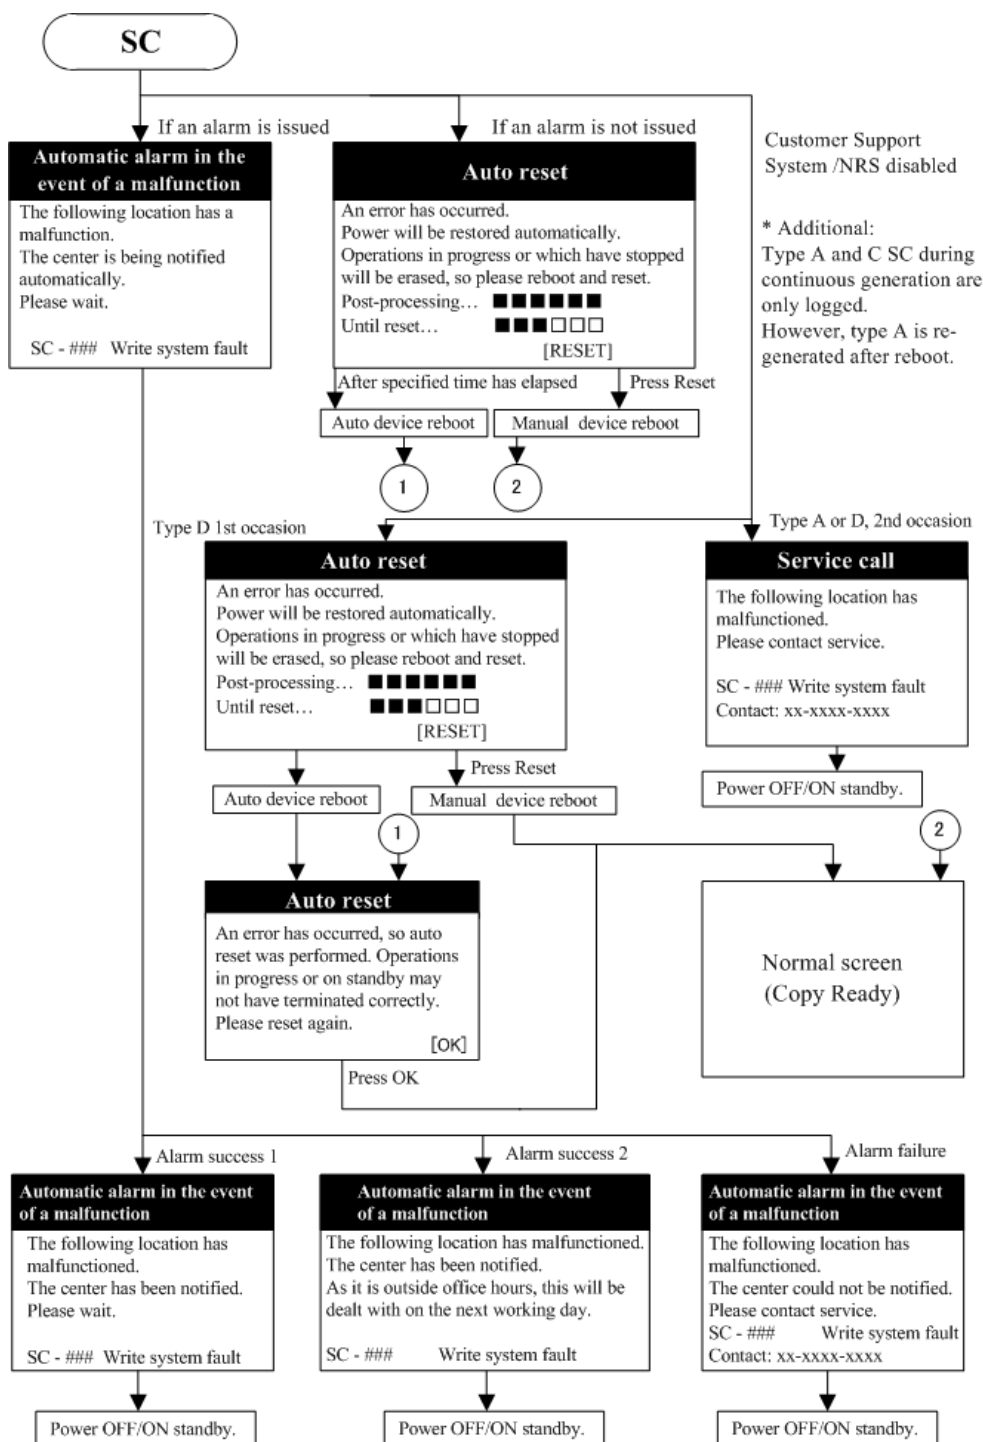 SC
If an alarm is issued
If an alarm is not issued
Customer Support
System /NRS disabled
* Additional:
Type A and C SC during
continuous generation are
only logged.
However, type A is re-
generated after reboot.
Automatic alarm in the
event of a malfunction
The following location has a
malfunction.
The center is being notified
automatically.
Please wait.
SC - ### Write system fault
Auto reset
An error has occurred.
Power will be restored automatically.
Operations in progress or which have stopped
will be erased, so please reboot and reset.
Post-processing… ■■■■■■
Until reset… ■■■□□□
[RESET]
After specified time has elapsed
Press Reset
Auto device reboot
Manual device reboot
1
2
Type D 1st occasion
Type A or D, 2nd occasion
Auto reset
An error has occurred.
Power will be restored automatically.
Operations in progress or which have stopped
will be erased, so please reboot and reset.
Post-processing… ■■■■■■
Until reset… ■■■□□□
[RESET]
Service call
The following location has
malfunctioned.
Please contact service.
SC - ### Write system fault
Contact: xx-xxxx-xxxx
Press Reset
Auto device reboot
Manual device reboot
Power OFF/ON standby.
1
2
Auto reset
An error has occurred, so auto
reset was performed. Operations
in progress or on standby may
not have terminated correctly.
Please reset again.
[OK]
Press OK
Normal screen
(Copy Ready)
Alarm success 1
Alarm success 2
Alarm failure
Automatic alarm in the event
of a malfunction
The following location has
malfunctioned.
The center has been notified.
Please wait.
SC - ### Write system fault
Automatic alarm in the event
of a malfunction
The following location has malfunctioned.
The center has been notified.
As it is outside office hours, this will be
dealt with on the next working day.
SC - ### Write system fault
Automatic alarm in the event
of a malfunction
The following location has
malfunctioned.
The center could not be notified.
Please contact service.
SC - ### Write system fault
Contact: xx-xxxx-xxxx
Power OFF/ON standby.
Power OFF/ON standby.
Power OFF/ON standby.